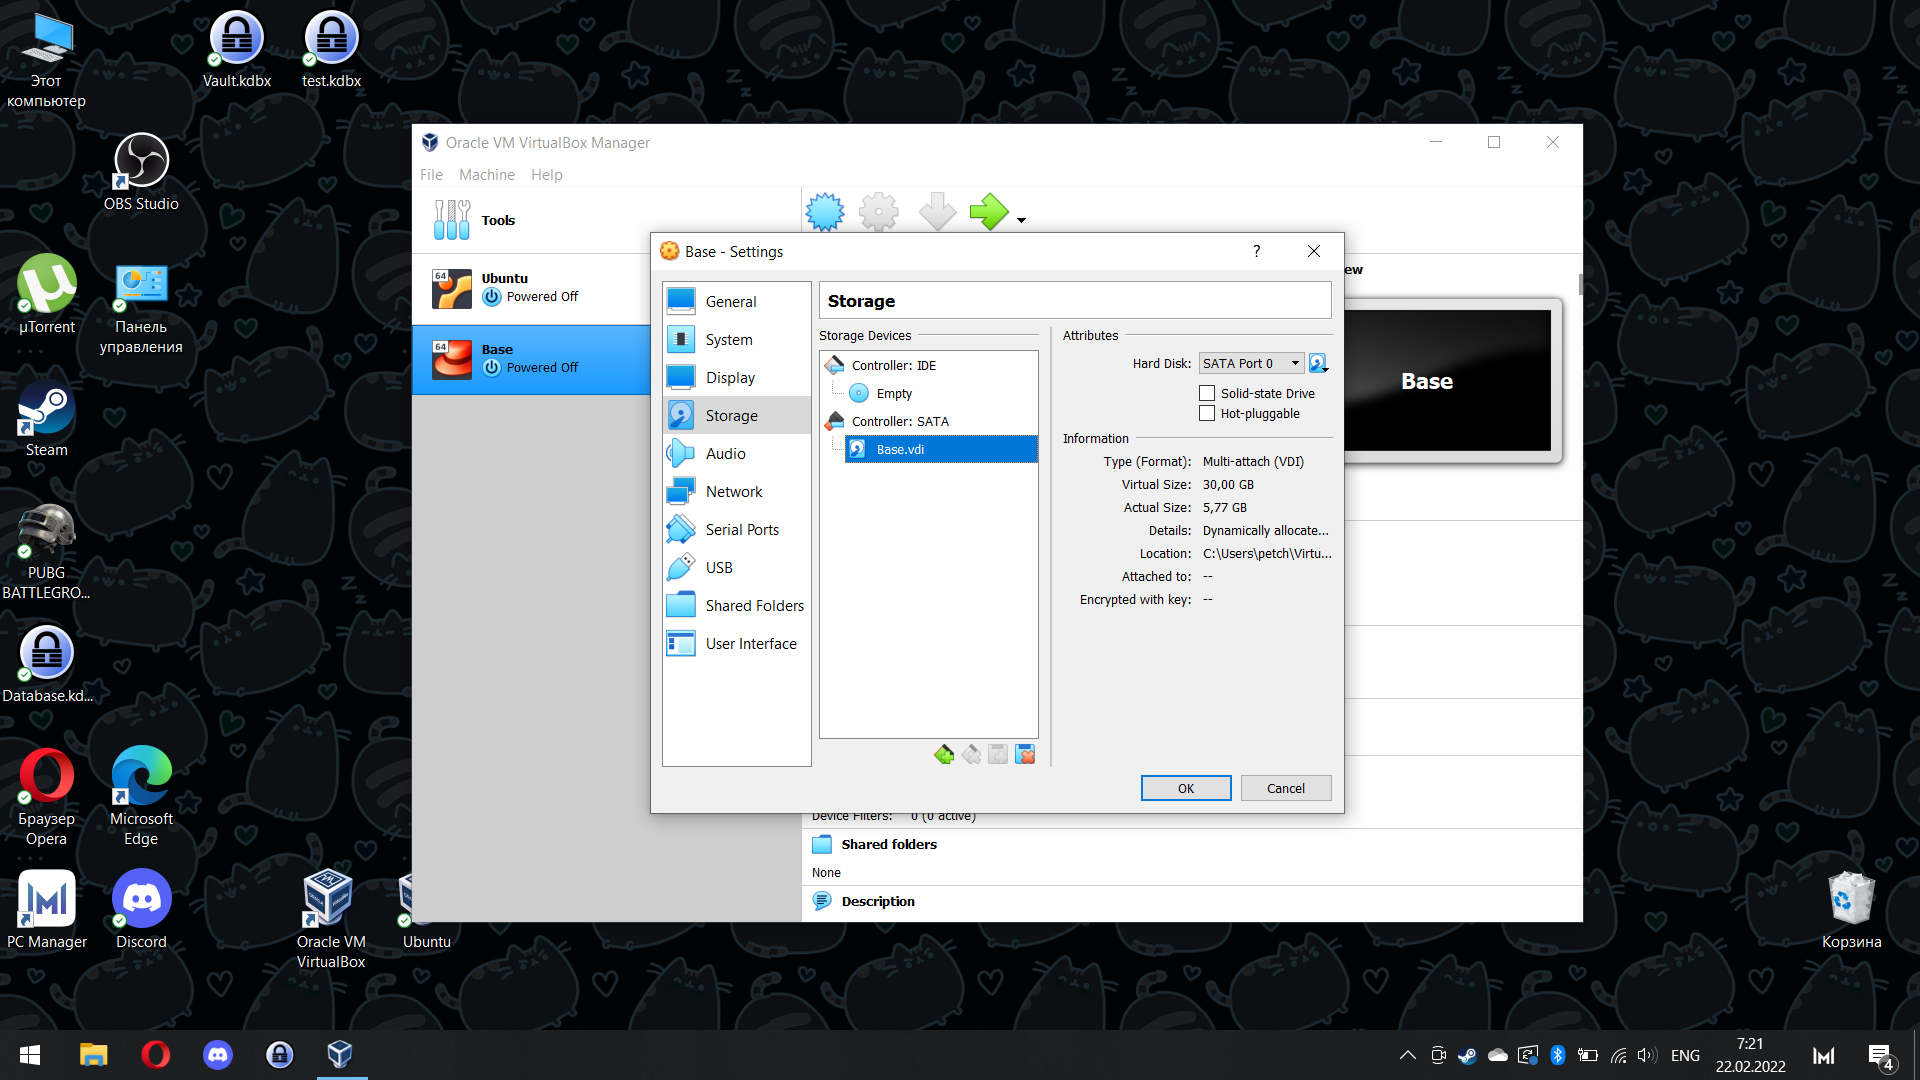 Этот
компьютер
Vault.kdbx
test.kdbx
OBS Studio
µTorrent
Панель
управления
Steam
PUBG
BATTLEGRO...
Database.kd...
Браузер
Opera
Microsoft
Edge
PC Manager
Discord
Oracle VM
VirtualBox
Ubuntu
Корзина
Oracle VM VirtualBox Manager
File Machine Help
Tools
64
Ubuntu
Powered Off
64
Base
Powered Off
ew
Base
Base - Settings
?
General
System
Display
Storage
Audio
Network
Serial Ports
USB
Shared Folders
User Interface
Storage
Storage Devices
Controller: IDE
Empty
Controller: SATA
Base.vdi
Attributes
Hard Disk: SATA Port 0
Solid-state Drive
Hot-pluggable
Information
Type (Format): Multi-attach (VDI)
Virtual Size: 30,00 GB
Actual Size: 5,77 GB
Details: Dynamically allocate...
Location: C:\Users\petch\Virtu...
Attached to: --
Encrypted with key: --
OK
Cancel
Device Filters: 0 (0 active)
Shared folders
None
Description
ENG
7:21
22.02.2022
4